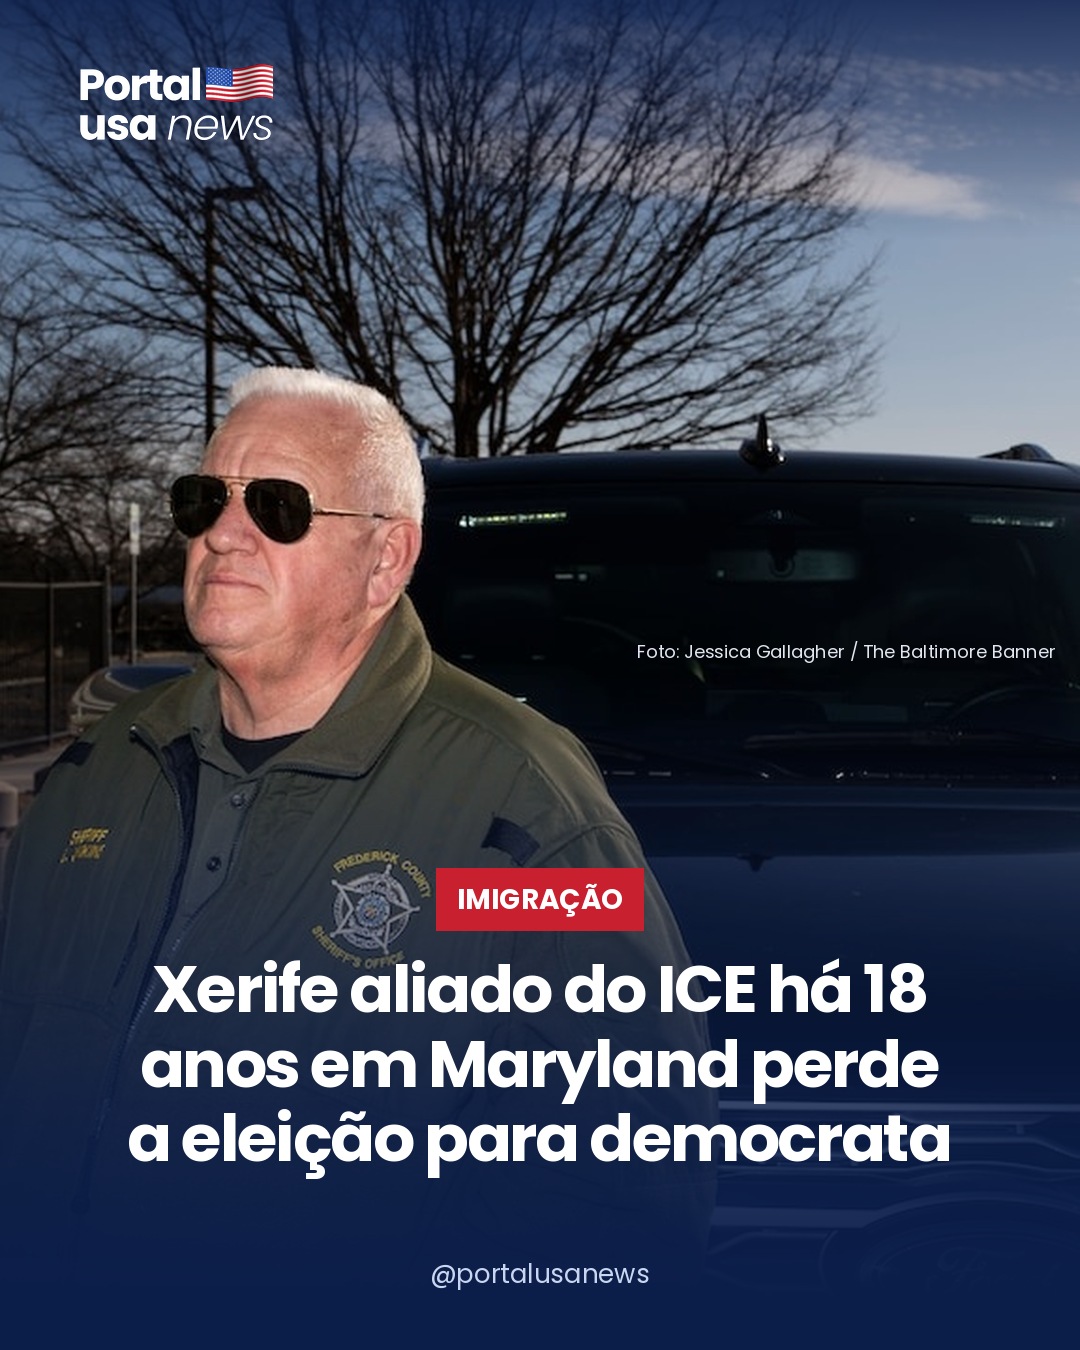 Portal
usa news
Foto: Jessica Gallagher / The Baltimore Banner
SHERIFF
FREDERICK COUNTY
SHERIFF'S OFFICE
IMIGRAÇÃO
Xerife aliado do ICE há 18
anos em Maryland perde
a eleição para democrata
@portalusanews